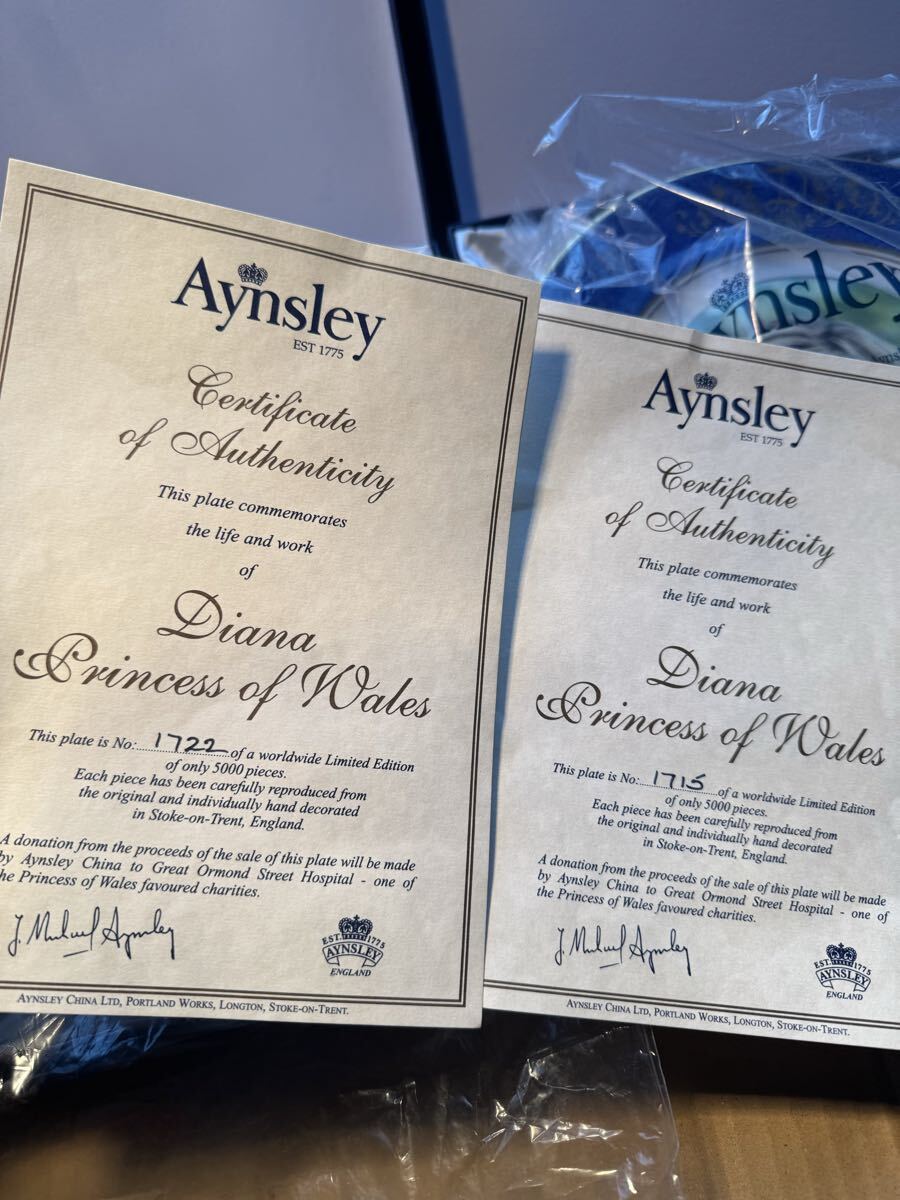 Aynsley
EST 1775
Certificate
of Authenticity
This plate commemorates
the life and work
of
Diana
Princess of Wales
This plate is No: 1722 of a worldwide Limited Edition
of only 5000 pieces.
Each piece has been carefully reproduced from
the original and individually hand decorated
in Stoke-on-Trent, England.
A donation from the proceeds of the sale of this plate will be made
by Aynsley China to Great Ormond Street Hospital - one of
the Princess of Wales favoured charities.
J. Michael Aynsley
EST. 1775
AYNSLEY
ENGLAND
AYNSLEY CHINA LTD, PORTLAND WORKS, LONGTON, STOKE-ON-TRENT.
Aynsley
EST 1775
Certificate
of Authenticity
This plate commemorates
the life and work
of
Diana
Princess of Wales
This plate is No: 1715 of a worldwide Limited Edition
of only 5000 pieces.
Each piece has been carefully reproduced from
the original and individually hand decorated
in Stoke-on-Trent, England.
A donation from the proceeds of the sale of this plate will be made
by Aynsley China to Great Ormond Street Hospital - one of
the Princess of Wales favoured charities.
J. Michael Aynsley
EST. 1775
AYNSLEY
ENGLAND
AYNSLEY CHINA LTD, PORTLAND WORKS, LONGTON, STOKE-ON-TRENT.
ynsley